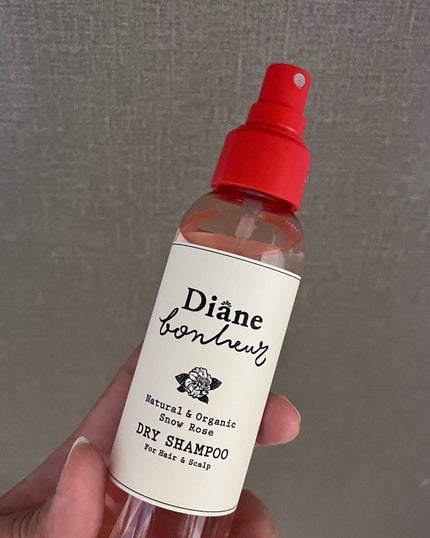 Diane
bonheur
Natural & Organic
Snow Rose
DRY SHAMPOO
For Hair & Scalp